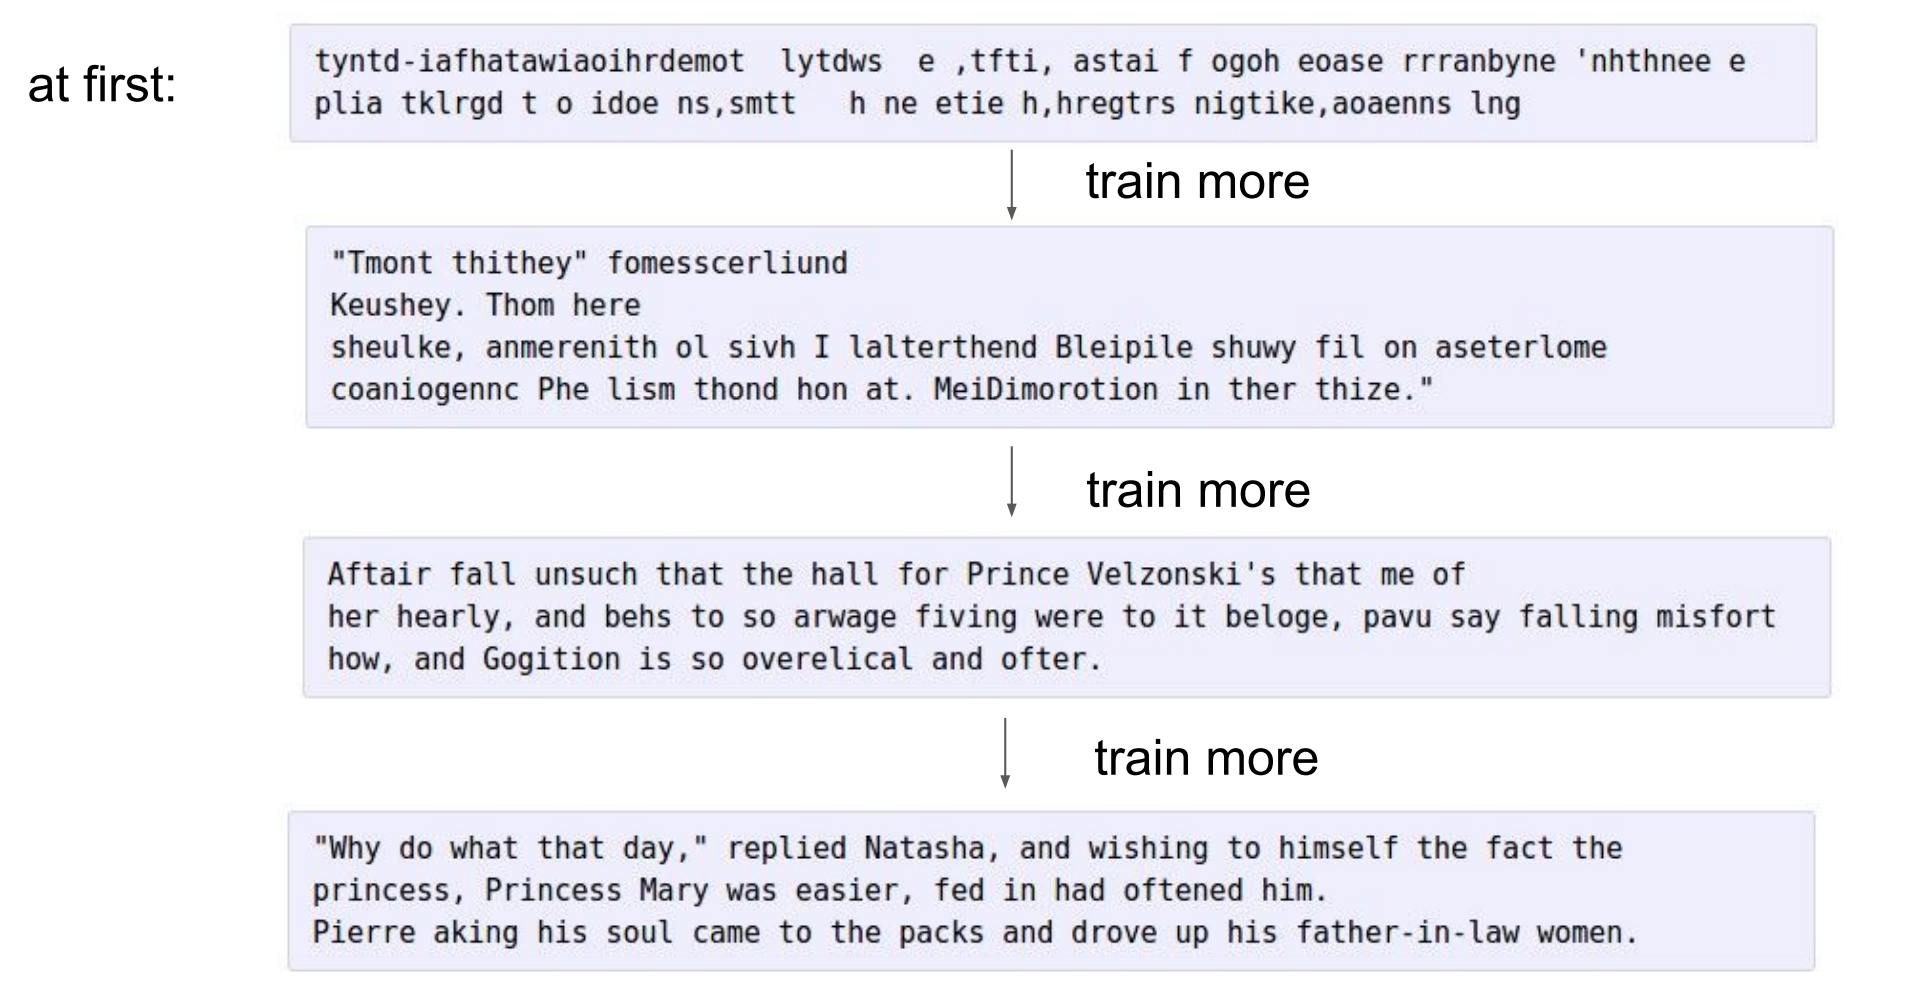 at first:
tyntd-iafhatawiaoihrdemot  lytdws  e ,tfti, astai f ogoh eoase rrranbyne 'nhthnee e
plia tklrgd t o idoe ns,smtt   h ne etie h,hregtrs nigtike,aoaenns lng
train more
"Tmont thithey" fomesscerliund
Keushey. Thom here
sheulke, anmerenith ol sivh I lalterthend Bleipile shuwy fil on aseterlome
coaniogennc Phe lism thond hon at. MeiDimorotion in ther thize."
train more
Aftair fall unsuch that the hall for Prince Velzonski's that me of
her hearly, and behs to so arwage fiving were to it beloge, pavu say falling misfort
how, and Gogition is so overelical and ofter.
train more
"Why do what that day," replied Natasha, and wishing to himself the fact the
princess, Princess Mary was easier, fed in had oftened him.
Pierre aking his soul came to the packs and drove up his father-in-law women.